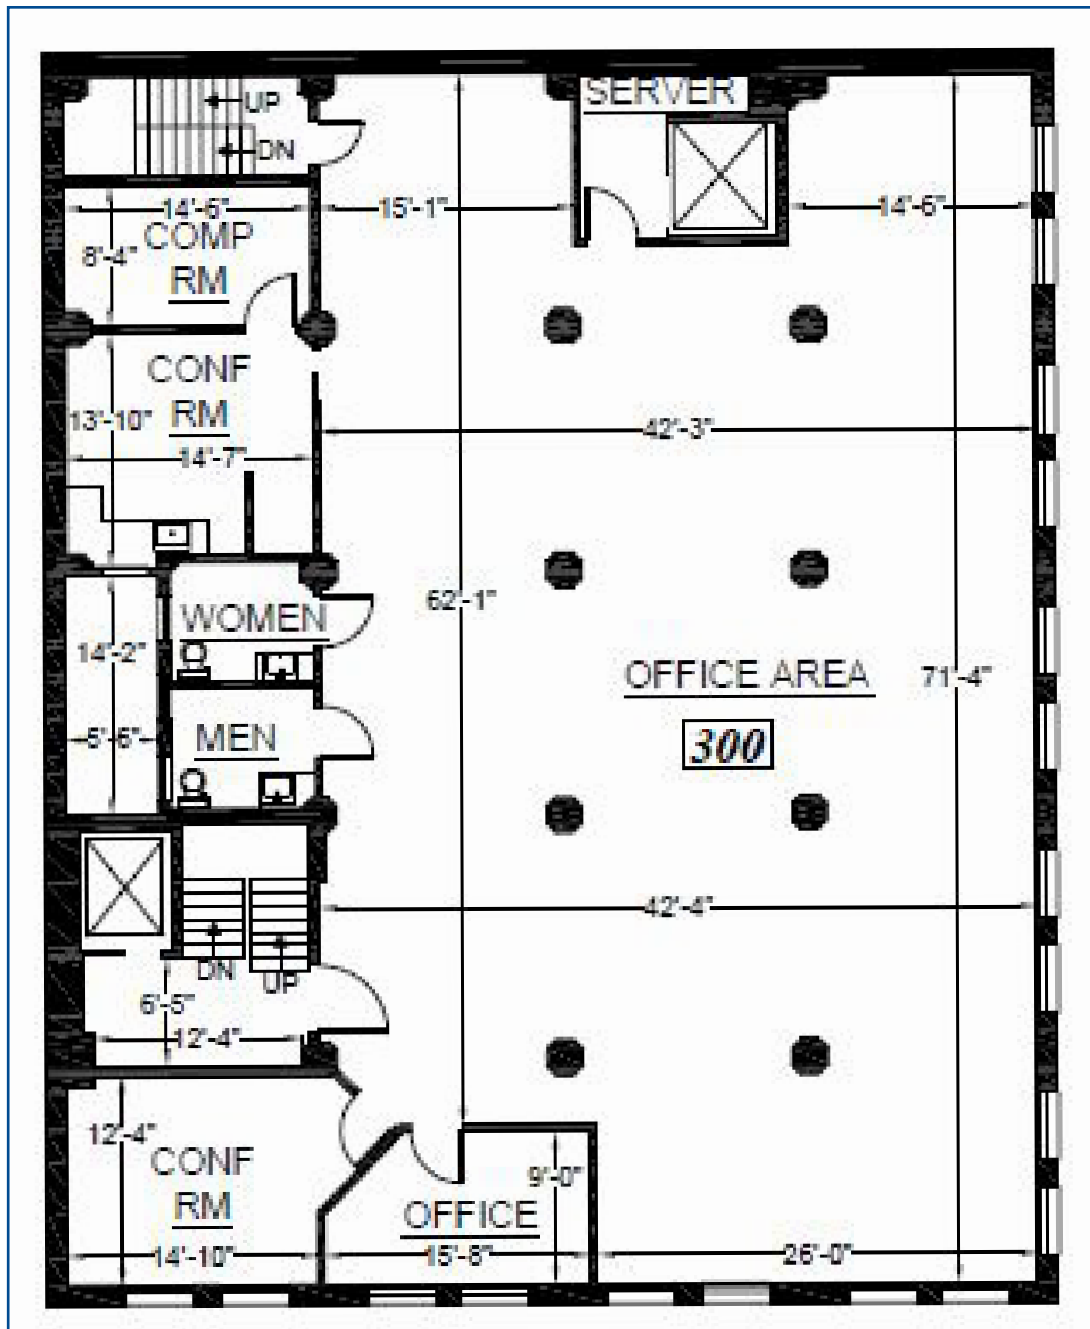 SERVER
UP
DN
14'-6"
15'-1"
14'-6"
COMP
8'-4"
RM
CONF
RM
13'-10"
42'-3"
14'-7"
62'-1"
WOMEN
14'-2"
OFFICE AREA
71'-4"
MEN
300
42'-4"
DN
UP
6'-5"
12'-4"
12'-4"
CONF
RM
9'-0"
OFFICE
14'-10"
15'-8"
26'-0"